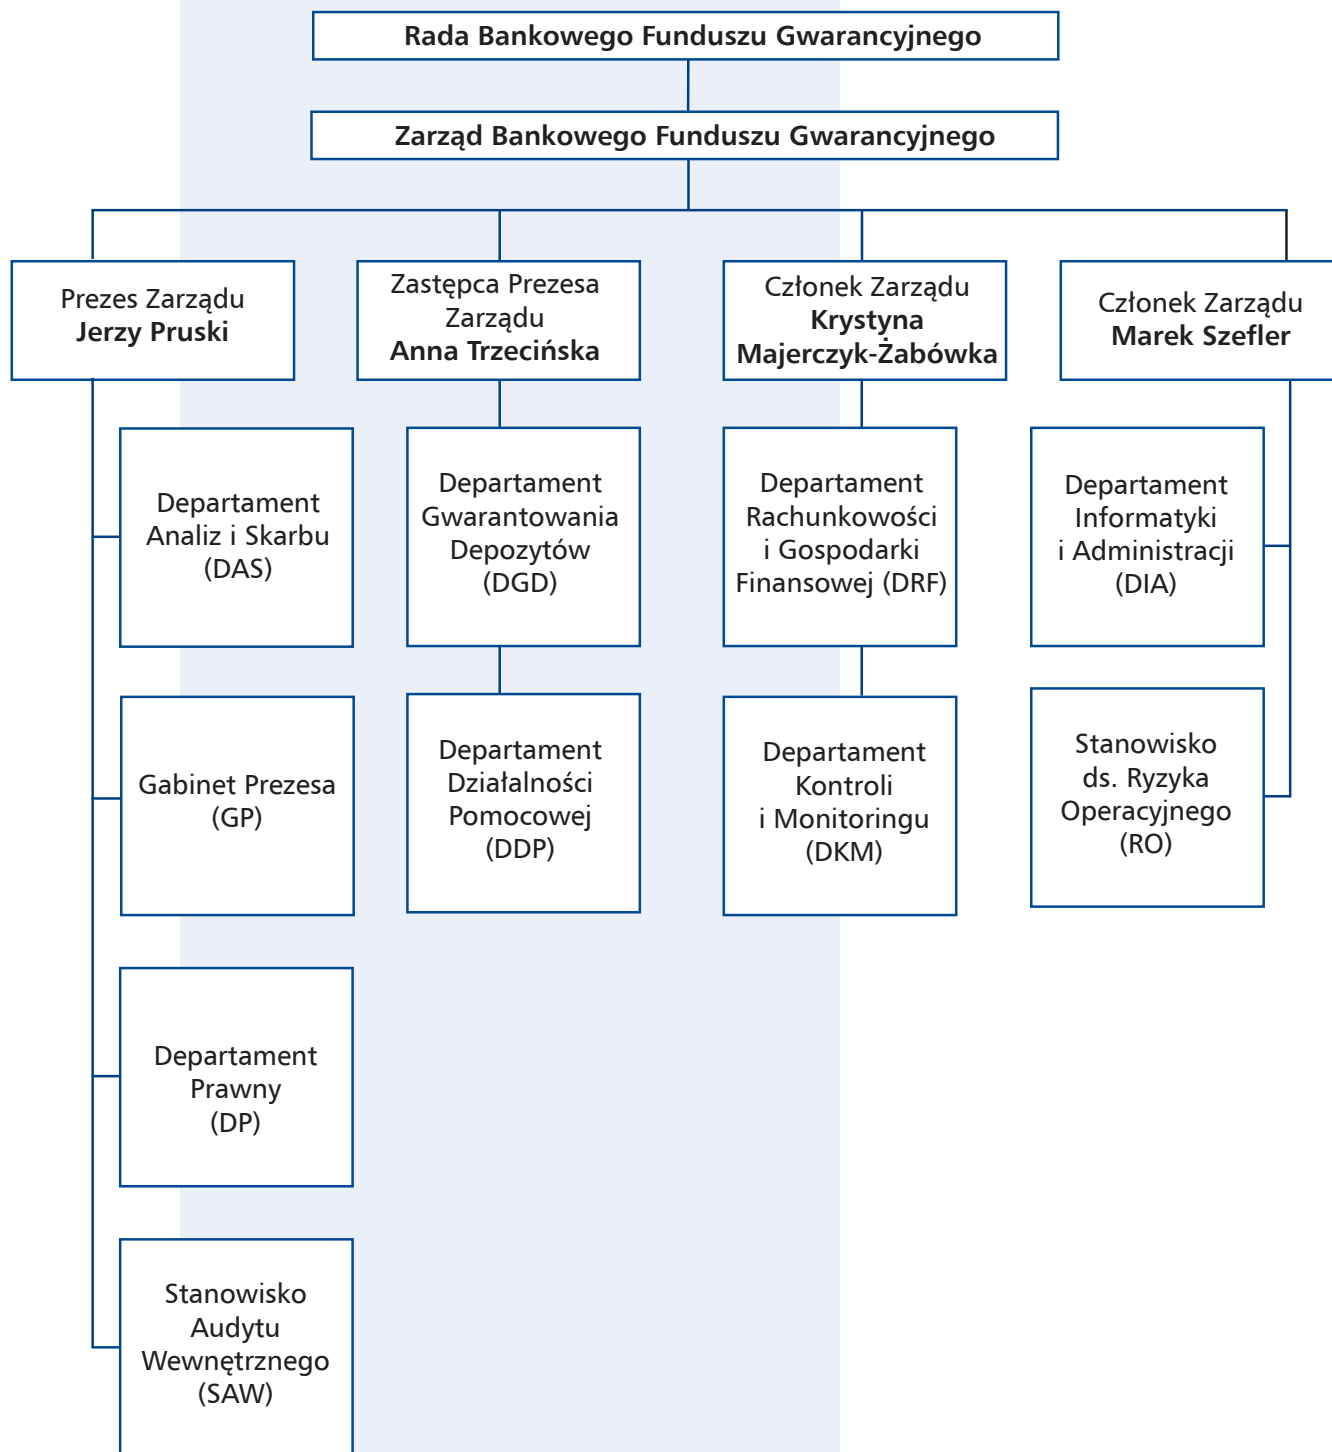 Rada Bankowego Funduszu Gwarancyjnego
Zarząd Bankowego Funduszu Gwarancyjnego
Prezes Zarządu
Jerzy Pruski
Zastępca Prezesa
Zarządu
Anna Trzecińska
Członek Zarządu
Krystyna
Majerczyk-Żabówka
Członek Zarządu
Marek Szefler
Departament
Analiz i Skarbu
(DAS)
Departament
Gwarantowania
Depozytów
(DGD)
Departament
Rachunkowości
i Gospodarki
Finansowej (DRF)
Departament
Informatyki
i Administracji
(DIA)
Gabinet Prezesa
(GP)
Departament
Działalności
Pomocowej
(DDP)
Departament
Kontroli
i Monitoringu
(DKM)
Stanowisko
ds. Ryzyka
Operacyjnego
(RO)
Departament
Prawny
(DP)
Stanowisko
Audytu
Wewnętrznego
(SAW)